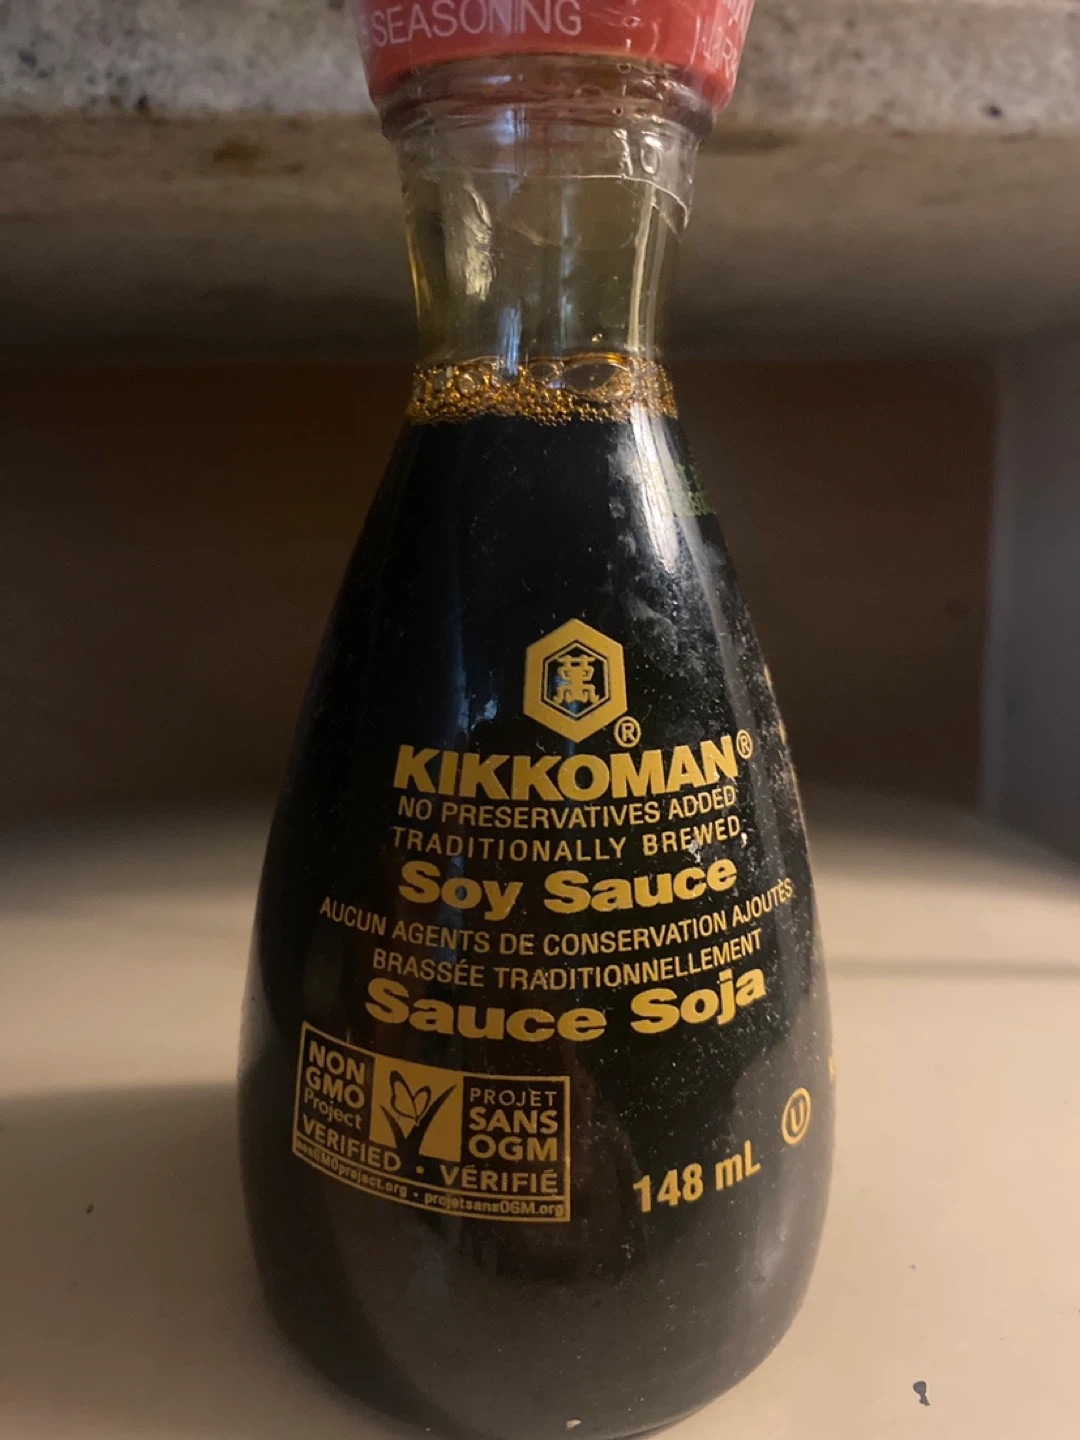 SEASONING
萬
®
KIKKOMAN®
NO PRESERVATIVES ADDED
TRADITIONALLY BREWED
Soy Sauce
AUCUN AGENTS DE CONSERVATION AJOUTÉS
BRASSÉE TRADITIONNELLEMENT
Sauce Soja
NON
GMO
Project
VERIFIED • VÉRIFIÉ
PROJET
SANS
OGM
projetsansOGM.org
148 mL
U